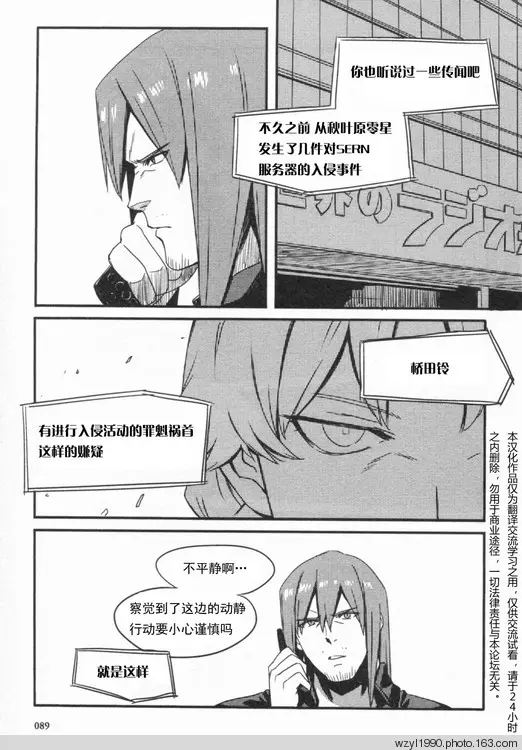 你也听说过一些传闻吧
不久之前 从秋叶原零星
发生了几件对SERN
服务器的入侵事件
世界のラジオ
桥田铃
有进行入侵活动的罪魁祸首
这样的嫌疑
不平静啊…
察觉到了这边的动静
行动要小心谨慎吗
就是这样
本汉化作品仅为翻译交流学习之用，仅供交流试看，请于24小时
之内删除，勿用于商业途径，一切法律责任与本论坛无关。
089
wzyl1990.photo.163.com